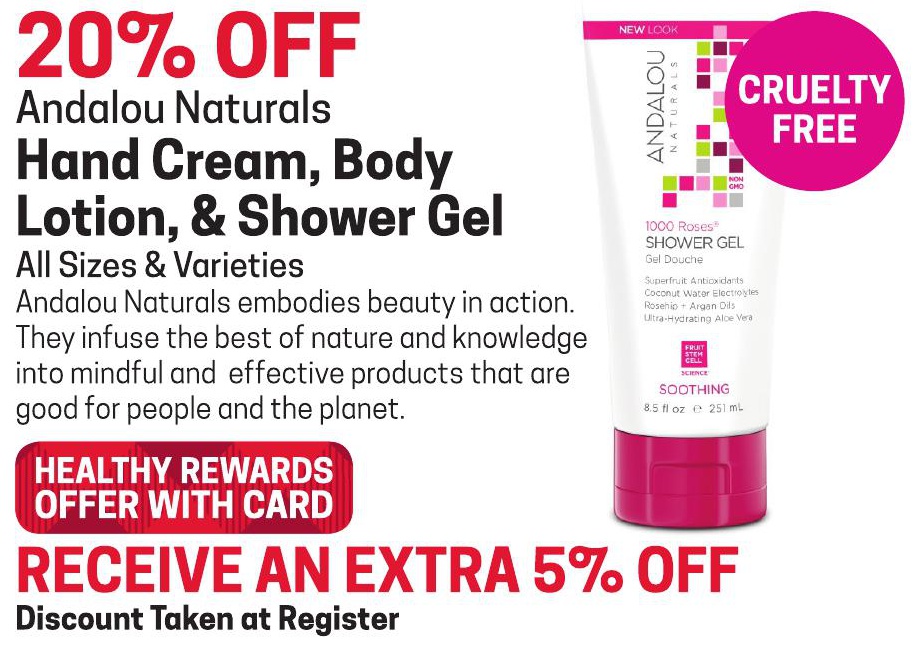 20% OFF
Andalou Naturals
Hand Cream, Body
Lotion, & Shower Gel
All Sizes & Varieties
Andalou Naturals embodies beauty in action.
They infuse the best of nature and knowledge
into mindful and effective products that are
good for people and the planet.
HEALTHY REWARDS
OFFER WITH CARD
RECEIVE AN EXTRA 5% OFF
Discount Taken at Register
NEW LOOK
ANDALOU
NATURALS
CRUELTY
FREE
NON
GMO
1000 Roses®
SHOWER GEL
Gel Douche
Superfruit Antioxidants
Coconut Water Electrolytes
Rosehip + Argan Oils
Ultra-Hydrating Aloe Vera
FRUIT
STEM
CELL
SCIENCE®
SOOTHING
8.5 fl oz ℮ 251 mL